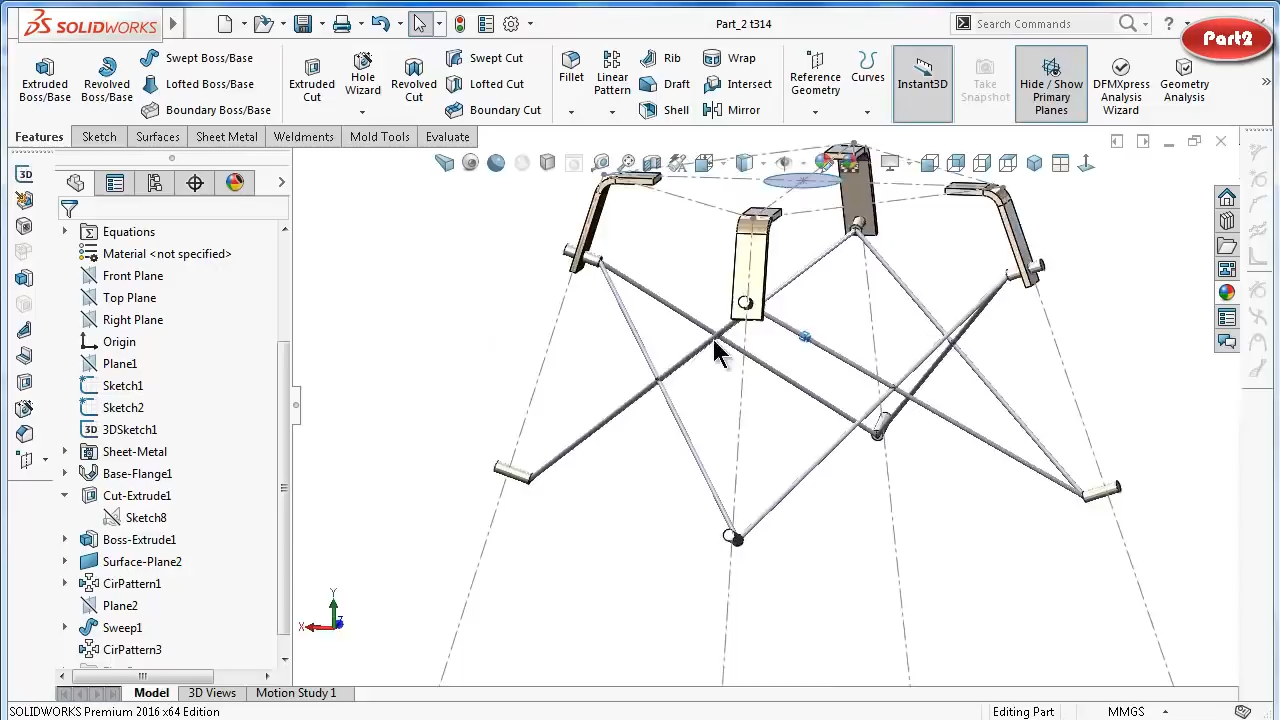 SOLIDWORKS
Part_2 t314
Search Commands
?
Part2
Extruded Boss/Base
Revolved Boss/Base
Swept Boss/Base
Lofted Boss/Base
Boundary Boss/Base
Extruded Cut
Hole Wizard
Revolved Cut
Swept Cut
Lofted Cut
Boundary Cut
Fillet
Linear Pattern
Rib
Draft
Shell
Wrap
Intersect
Mirror
Reference Geometry
Curves
Instant3D
Take Snapshot
Hide / Show Primary Planes
DFMXpress Analysis Wizard
Geometry Analysis
Features
Sketch
Surfaces
Sheet Metal
Weldments
Mold Tools
Evaluate
3D
Equations
Material <not specified>
Front Plane
Top Plane
Right Plane
Origin
Plane1
Sketch1
Sketch2
3D 3DSketch1
Sheet-Metal
Base-Flange1
Cut-Extrude1
Sketch8
Boss-Extrude1
Surface-Plane2
CirPattern1
Plane2
Sweep1
CirPattern3
Y
X
Z
Model
3D Views
Motion Study 1
SOLIDWORKS Premium 2016 x64 Edition
Editing Part
MMGS